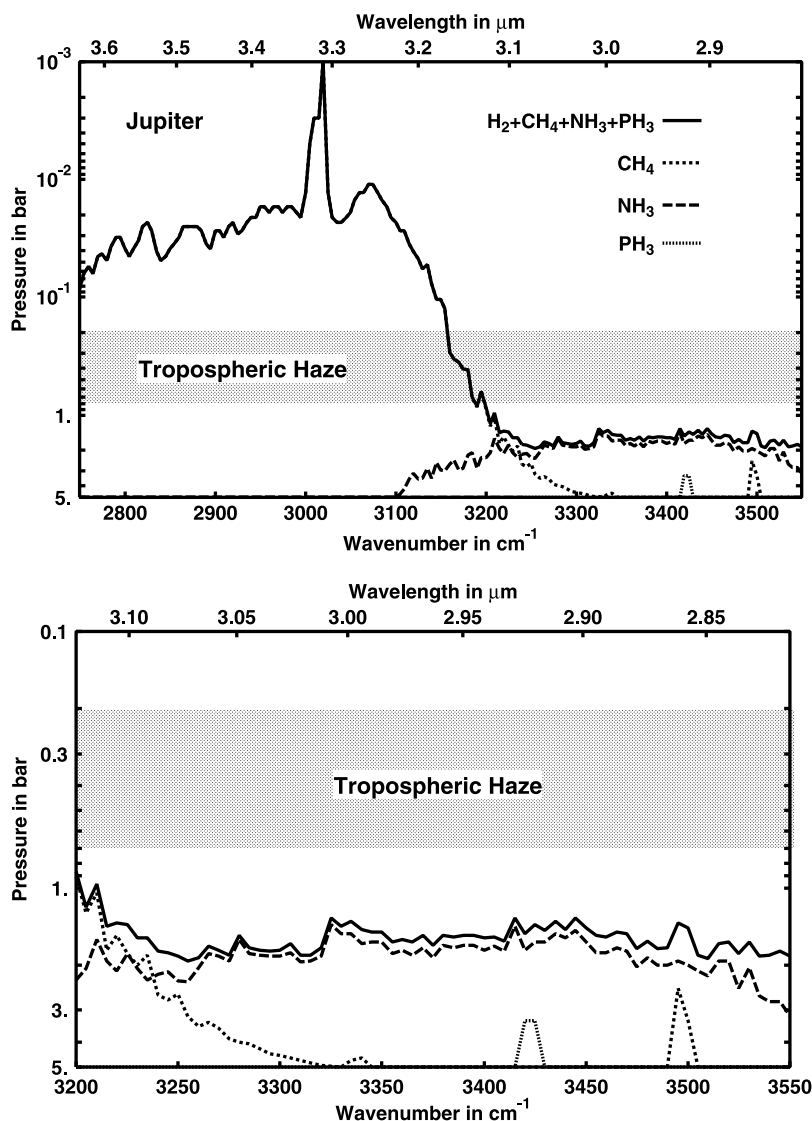 Wavelength in μm
3.6 3.5 3.4 3.3 3.2 3.1 3.0 2.9
10⁻³
Jupiter
H₂+CH₄+NH₃+PH₃
CH₄
10⁻²
NH₃
PH₃
Pressure in bar
10⁻¹
Tropospheric Haze
1.
5.
2800 2900 3000 3100 3200 3300 3400 3500
Wavenumber in cm⁻¹
Wavelength in μm
3.10 3.05 3.00 2.95 2.90 2.85
0.1
0.3
Tropospheric Haze
Pressure in bar
1.
3.
5.
3200 3250 3300 3350 3400 3450 3500 3550
Wavenumber in cm⁻¹